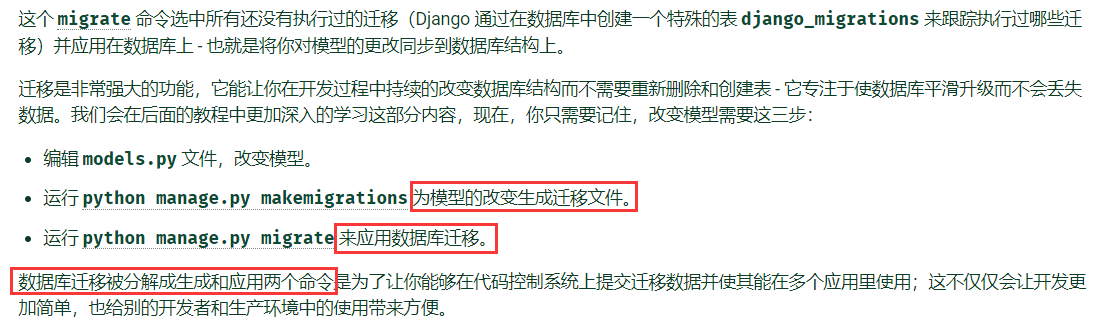 这个 migrate 命令选中所有还没有执行过的迁移（Django 通过在数据库中创建一个特殊的表 django_migrations 来跟踪执行过哪些迁
移）并应用在数据库上 - 也就是将你对模型的更改同步到数据库结构上。
迁移是非常强大的功能，它能让你在开发过程中持续的改变数据库结构而不需要重新删除和创建表 - 它专注于使数据库平滑升级而不会丢失
数据。我们会在后面的教程中更加深入的学习这部分内容，现在，你只需要记住，改变模型需要这三步：
• 编辑 models.py 文件，改变模型。
• 运行 python manage.py makemigrations 为模型的改变生成迁移文件。
• 运行 python manage.py migrate 来应用数据库迁移。
数据库迁移被分解成生成和应用两个命令是为了让你能够在代码控制系统上提交迁移数据并使其能在多个应用里使用；这不仅仅会让开发更
加简单，也给别的开发者和生产环境中的使用带来方便。